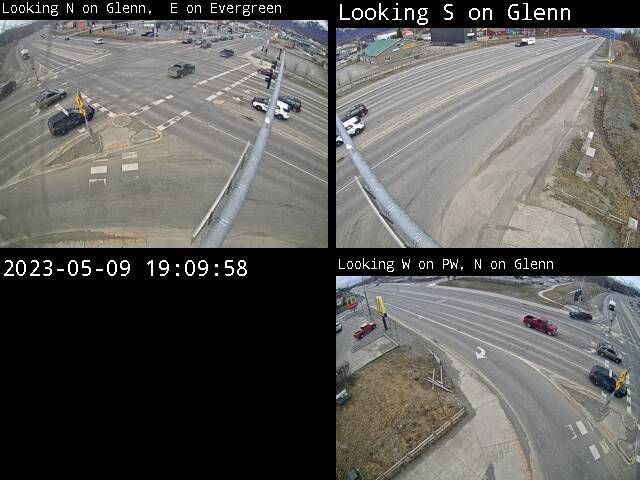 Looking N on Glenn,  E on Evergreen
Looking S on Glenn
2023-05-09 19:09:58
Looking W on PW, N on Glenn